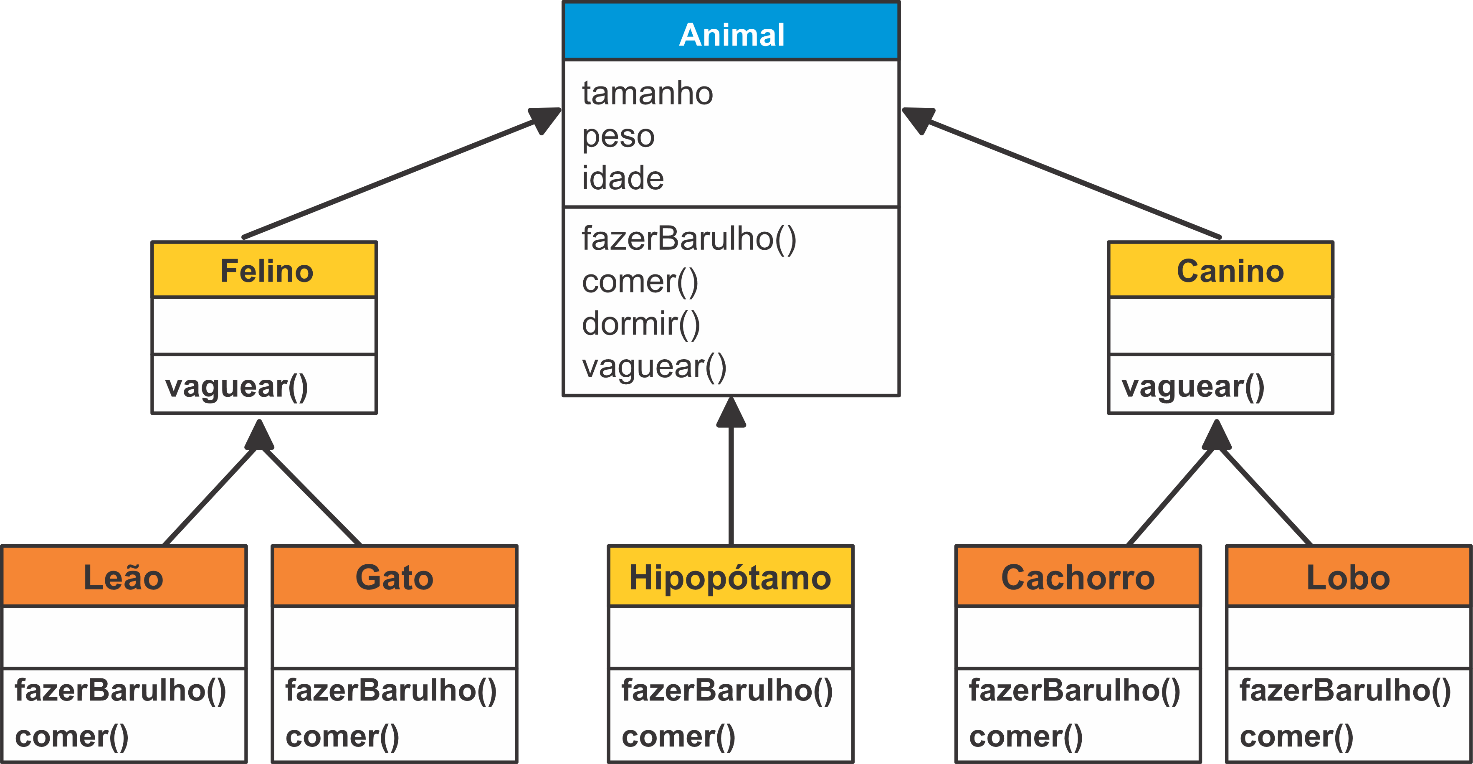 Animal
tamanho
peso
idade
fazerBarulho()
comer()
dormir()
vaguear()
Felino
vaguear()
Canino
vaguear()
Leão
fazerBarulho()
comer()
Gato
fazerBarulho()
comer()
Hipopótamo
fazerBarulho()
comer()
Cachorro
fazerBarulho()
comer()
Lobo
fazerBarulho()
comer()